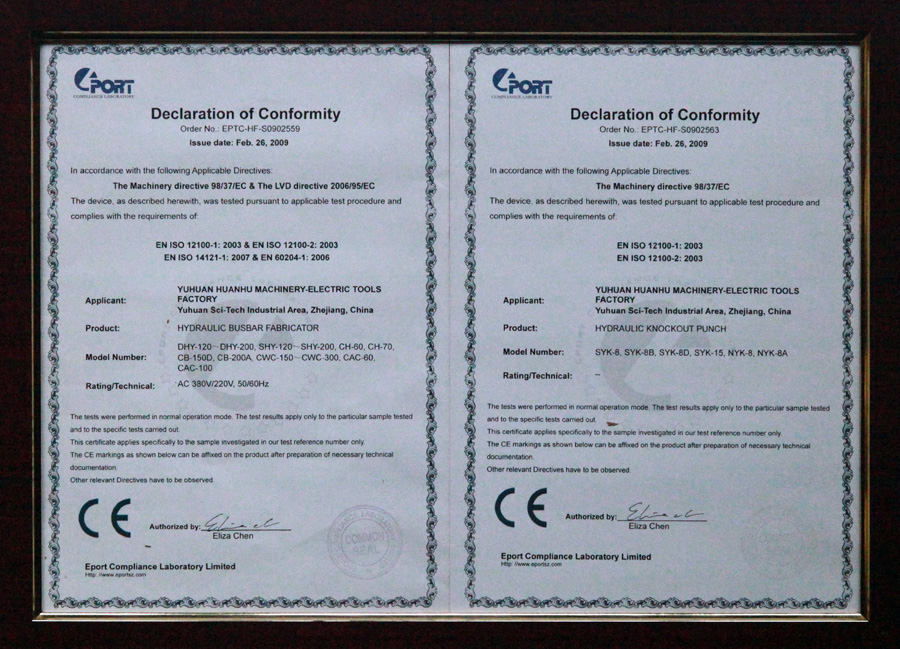 EPORT
COMPLIANCE LABORATORY
Declaration of Conformity
Order No.: EPTC-HF-S0902559
Issue date: Feb. 26, 2009
In accordance with the following Applicable Directives:
The Machinery directive 98/37/EC & The LVD directive 2006/95/EC
The device, as described herewith, was tested pursuant to applicable test procedure and
complies with the requirements of:
EN ISO 12100-1: 2003 & EN ISO 12100-2: 2003
EN ISO 14121-1: 2007 & EN 60204-1: 2006
Applicant:
YUHUAN HUANHU MACHINERY-ELECTRIC TOOLS
FACTORY
Yuhuan Sci-Tech Industrial Area, Zhejiang, China
Product:
HYDRAULIC BUSBAR FABRICATOR
Model Number:
DHY-120~DHY-200, SHY-120~SHY-200, CH-60, CH-70,
CB-150D, CB-200A, CWC-150~CWC-300, CAC-60,
CAC-100
Rating/Technical:
AC 380V/220V, 50/60Hz
The tests were performed in normal operation mode. The test results apply only to the particular sample tested
and to the specific tests carried out.
This certificate applies specifically to the sample investigated in our test reference number only.
The CE markings as shown below can be affixed on the product after preparation of necessary technical
documentation.
Other relevant Directives have to be observed.
CE
Authorized by:
Eliza Chen
COMMON
SEAL
Eport Compliance Laboratory Limited
Http: //www.eportsz.com
EPORT
COMPLIANCE LABORATORY
Declaration of Conformity
Order No.: EPTC-HF-S0902563
Issue date: Feb. 26, 2009
In accordance with the following Applicable Directives:
The Machinery directive 98/37/EC
The device, as described herewith, was tested pursuant to applicable test procedure and
complies with the requirements of:
EN ISO 12100-1: 2003
EN ISO 12100-2: 2003
Applicant:
YUHUAN HUANHU MACHINERY-ELECTRIC TOOLS
FACTORY
Yuhuan Sci-Tech Industrial Area, Zhejiang, China
Product:
HYDRAULIC KNOCKOUT PUNCH
Model Number:
SYK-8, SYK-8B, SYK-8D, SYK-15, NYK-8, NYK-8A
Rating/Technical:
--
The tests were performed in normal operation mode. The test results apply only to the particular sample tested
and to the specific tests carried out.
This certificate applies specifically to the sample investigated in our test reference number only.
The CE markings as shown below can be affixed on the product after preparation of necessary technical
documentation.
Other relevant Directives have to be observed.
CE
Authorized by:
Eliza Chen
Eport Compliance Laboratory Limited
Http: //www.eportsz.com